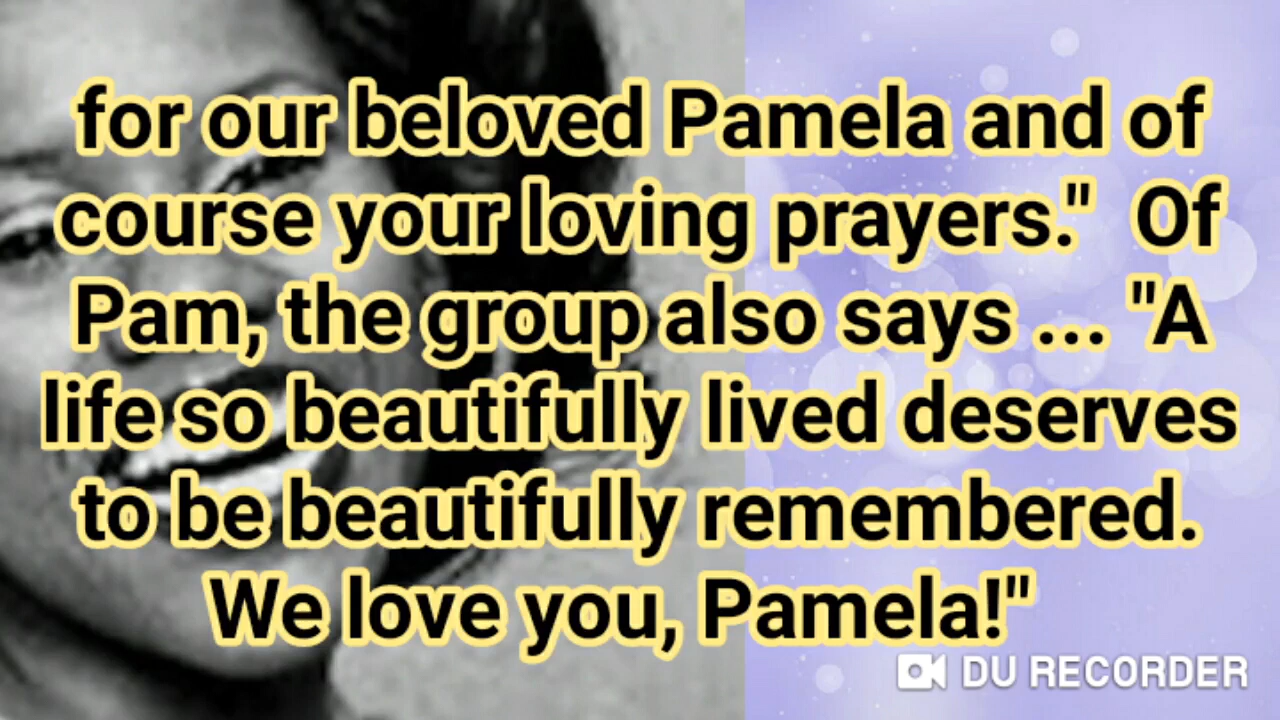 for our beloved Pamela and of
course your loving prayers."  Of
Pam, the group also says ... "A
life so beautifully lived deserves
to be beautifully remembered.
We love you, Pamela!"
DU RECORDER